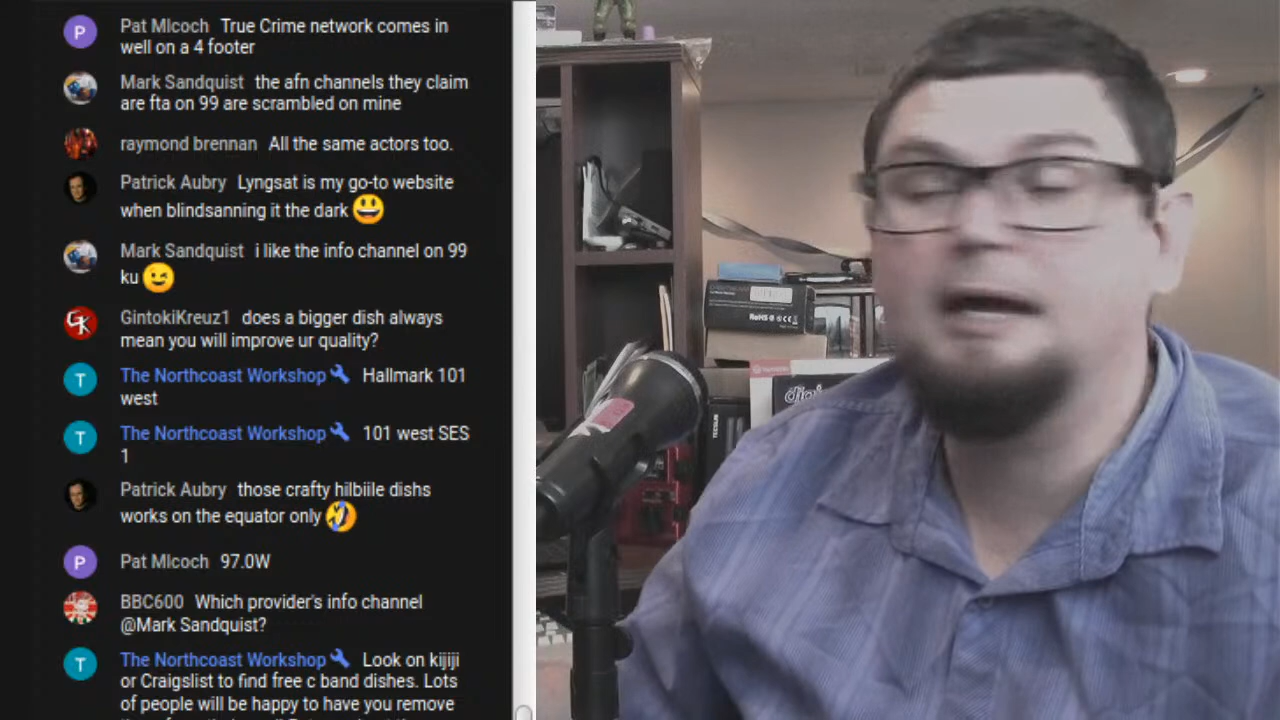 P
Pat Mlcoch True Crime network comes in
well on a 4 footer
Mark Sandquist the afn channels they claim
are fta on 99 are scrambled on mine
raymond brennan All the same actors too.
Patrick Aubry Lyngsat is my go-to website
when blindsanning it the dark 😃
Mark Sandquist i like the info channel on 99
ku 😉
GK
GintokiKreuz1 does a bigger dish always
mean you will improve ur quality?
T
The Northcoast Workshop Hallmark 101
west
T
The Northcoast Workshop 101 west SES
1
Patrick Aubry those crafty hilbiile dishs
works on the equator only 🤣
P
Pat Mlcoch 97.0W
BBC600 Which provider's info channel
@Mark Sandquist?
T
The Northcoast Workshop Look on kijiji
or Craigslist to find free c band dishes. Lots
of people will be happy to have you remove
RoHS